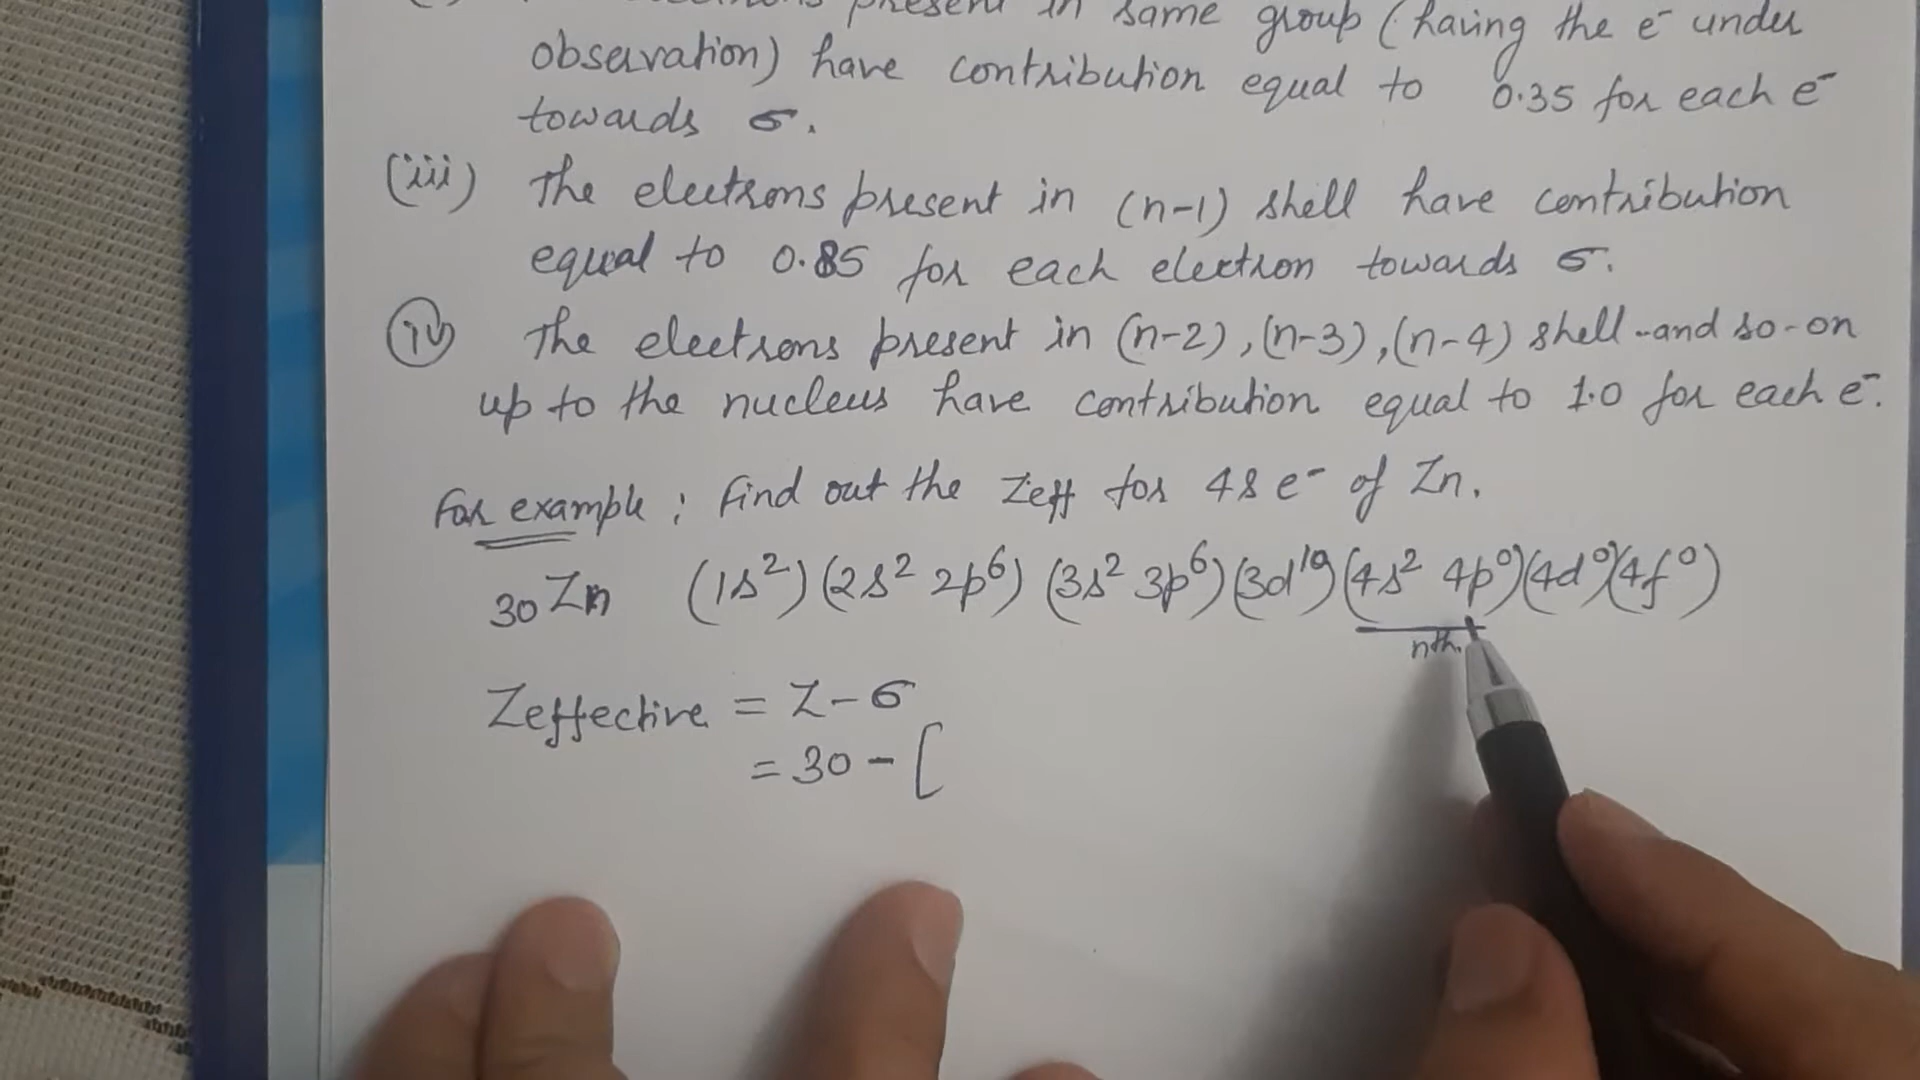 present in same group (having the e⁻ under
observation) have contribution equal to 0.35 for each e⁻
towards σ.
(iii) The electrons present in (n-1) shell have contribution
equal to 0.85 for each electron towards σ.
(iv) The electrons present in (n-2), (n-3), (n-4) shell and so-on
up to the nucleus have contribution equal to 1.0 for each e⁻.
For example : Find out the Zeff for 4s e⁻ of Zn.
₃₀Zn (1s²) (2s² 2p⁶) (3s² 3p⁶) (3d¹⁰) (4s² 4p⁰) (4d⁰) (4f⁰)
nth.
Zeffective = Z - σ
= 30 - [